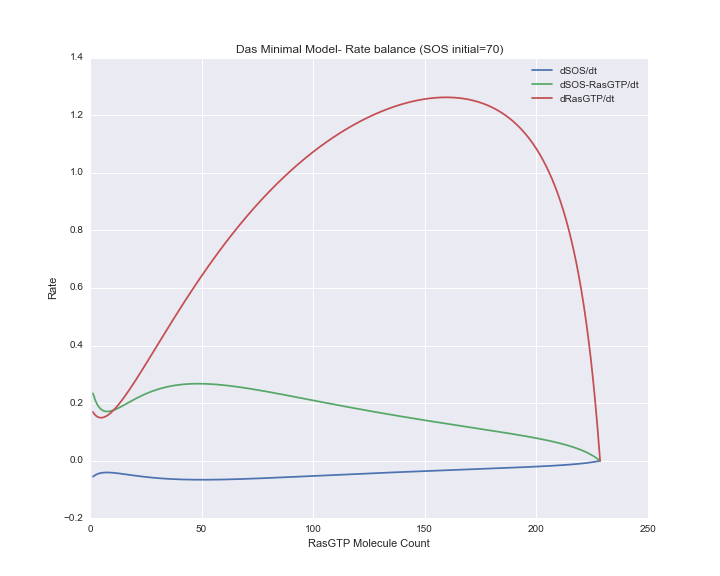 Das Minimal Model- Rate balance (SOS initial=70)
1.4
1.2
1.0
0.8
0.6
0.4
0.2
0.0
−0.2
Rate
dSOS/dt
dSOS-RasGTP/dt
dRasGTP/dt
0 50 100 150 200 250
RasGTP Molecule Count